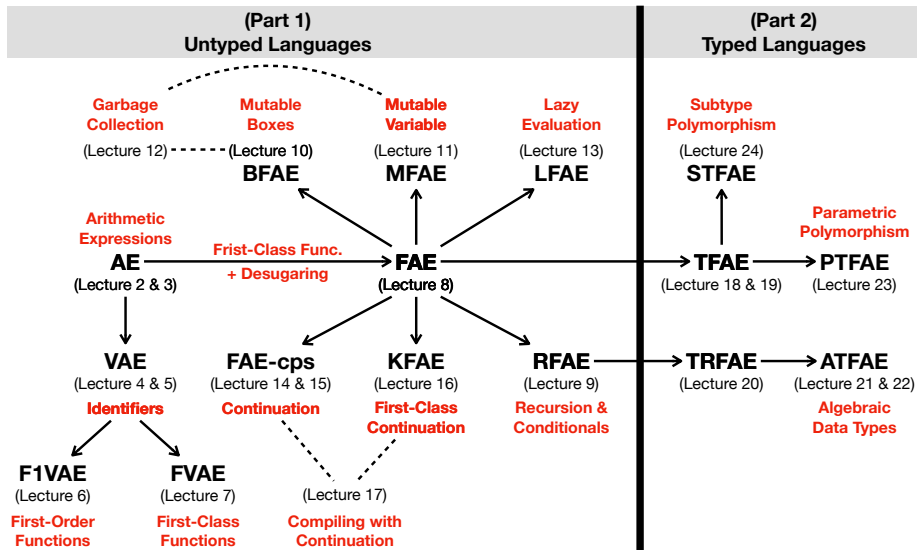 (Part 1)
Untyped Languages
(Part 2)
Typed Languages
Garbage
Collection
(Lecture 12)
Mutable
Boxes
(Lecture 10)
BFAE
Mutable
Variable
(Lecture 11)
MFAE
Lazy
Evaluation
(Lecture 13)
LFAE
Subtype
Polymorphism
(Lecture 24)
STFAE
Arithmetic
Expressions
AE
(Lecture 2 & 3)
Frist-Class Func.
+ Desugaring
FAE
(Lecture 8)
TFAE
(Lecture 18 & 19)
Parametric
Polymorphism
PTFAE
(Lecture 23)
VAE
(Lecture 4 & 5)
Identifiers
FAE-cps
(Lecture 14 & 15)
Continuation
KFAE
(Lecture 16)
First-Class
Continuation
RFAE
(Lecture 9)
Recursion &
Conditionals
TRFAE
(Lecture 20)
ATFAE
(Lecture 21 & 22)
Algebraic
Data Types
F1VAE
(Lecture 6)
First-Order
Functions
FVAE
(Lecture 7)
First-Class
Functions
(Lecture 17)
Compiling with
Continuation